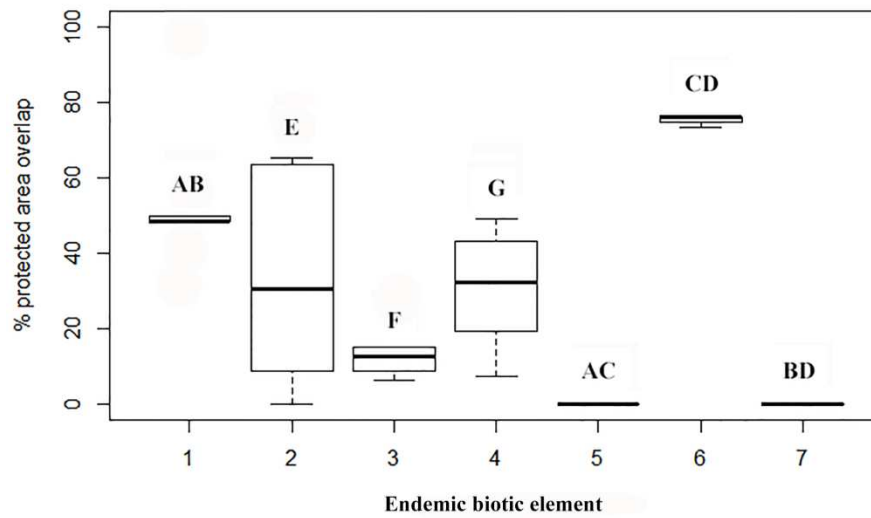 % protected area overlap
100
80
60
40
20
0
AB
E
F
G
AC
CD
BD
1 2 3 4 5 6 7
Endemic biotic element